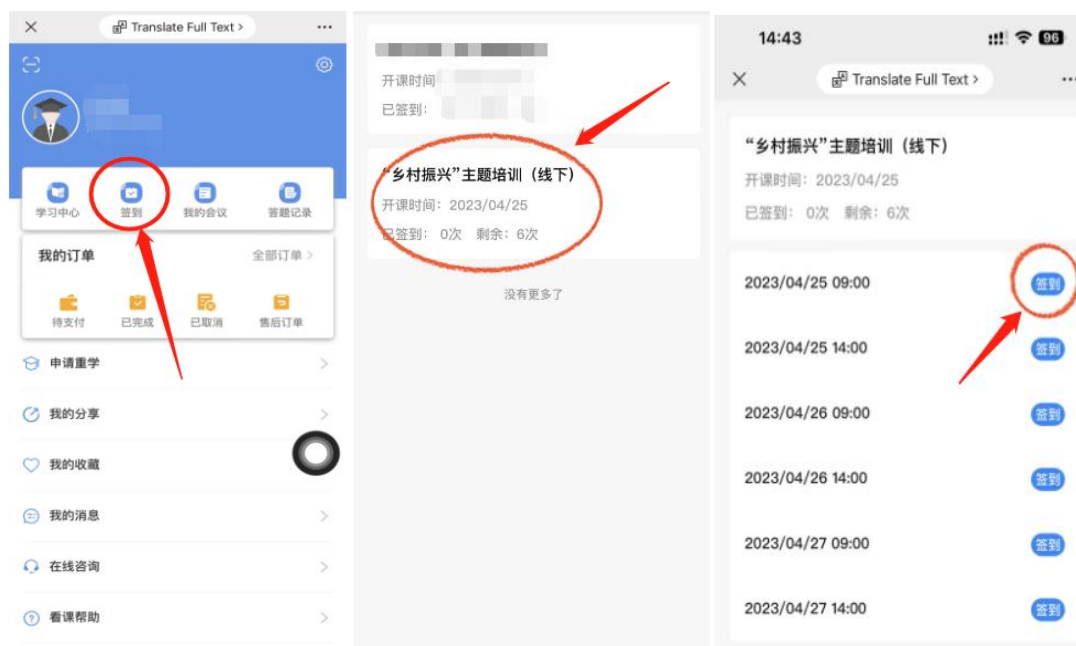 Translate Full Text >
学习中心 签到 我的会议 答题记录
我的订单 全部订单 >
待支付 已完成 已取消 售后订单
申请重学
我的分享
我的收藏
我的消息
在线咨询
看课帮助
开课时间
已签到：
“乡村振兴”主题培训（线下）
开课时间：2023/04/25
已签到： 0次 剩余：6次
没有更多了
14:43 96
Translate Full Text >
“乡村振兴”主题培训（线下）
开课时间：2023/04/25
已签到： 0次 剩余：6次
2023/04/25 09:00 签到
2023/04/25 14:00 签到
2023/04/26 09:00 签到
2023/04/26 14:00 签到
2023/04/27 09:00 签到
2023/04/27 14:00 签到